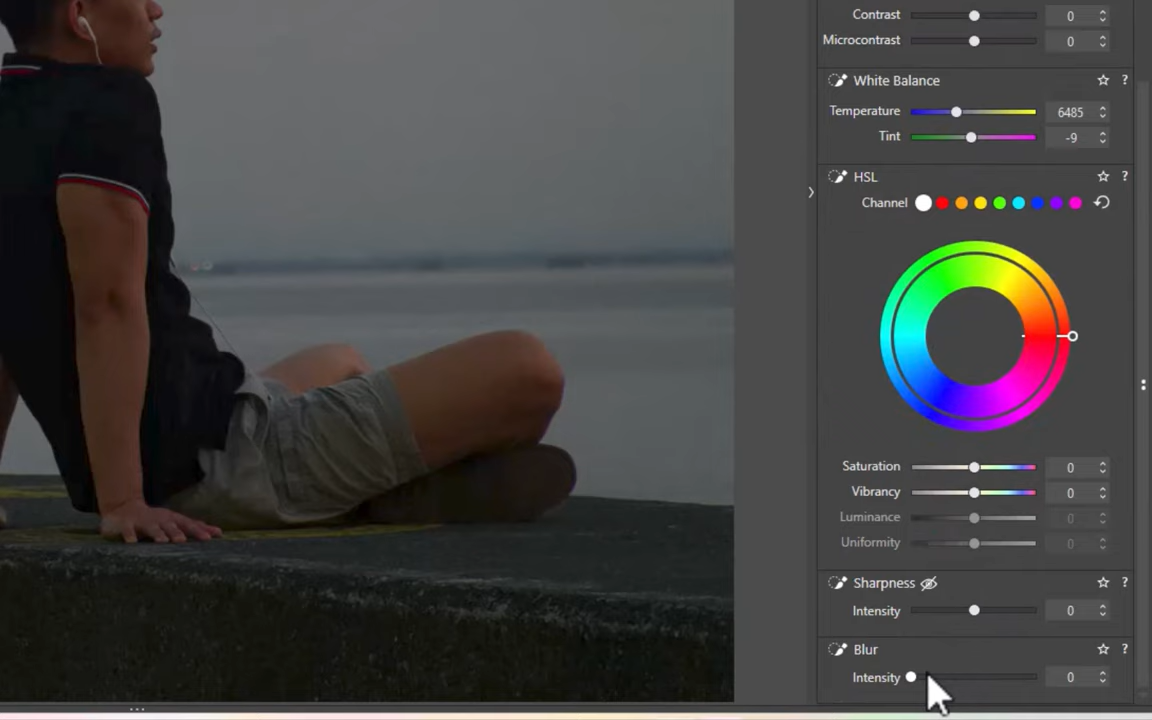 Contrast 0
Microcontrast 0
White Balance ?
Temperature 6485
Tint -9
HSL ?
Channel
Saturation 0
Vibrancy 0
Luminance 0
Uniformity 0
Sharpness ?
Intensity 0
Blur ?
Intensity 0